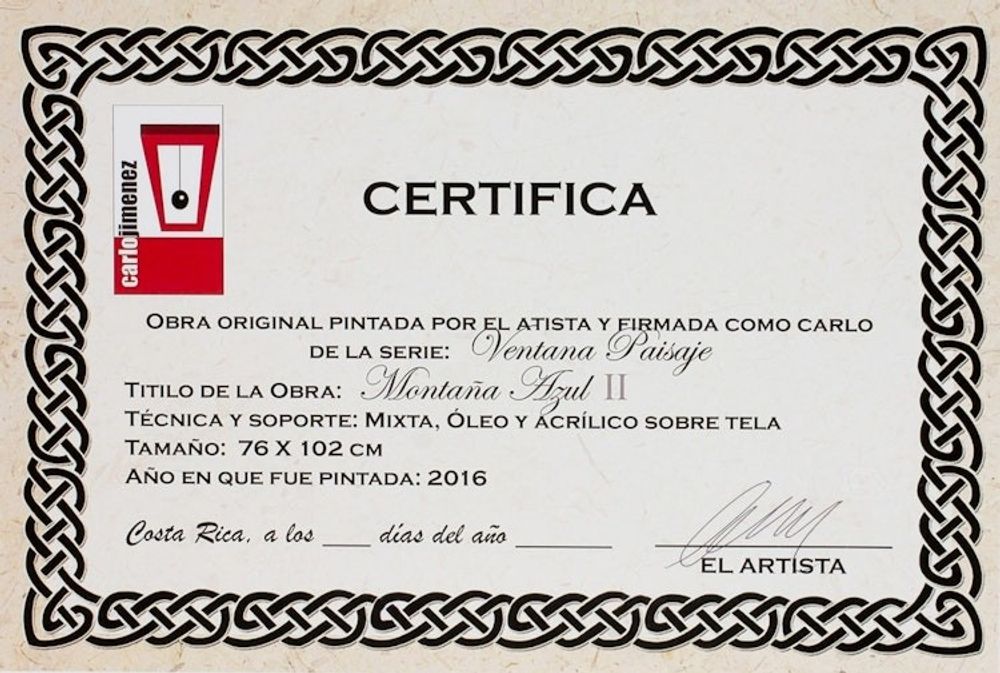 carlojimenez
CERTIFICA
OBRA ORIGINAL PINTADA POR EL ATISTA Y FIRMADA COMO CARLO
DE LA SERIE: Ventana Paisaje
TITILO DE LA OBRA: Montaña Azul II
TÉCNICA Y SOPORTE: MIXTA, ÓLEO Y ACRÍLICO SOBRE TELA
TAMAÑO: 76 X 102 CM
AÑO EN QUE FUE PINTADA: 2016
Costa Rica, a los ___ días del año ______
EL ARTISTA